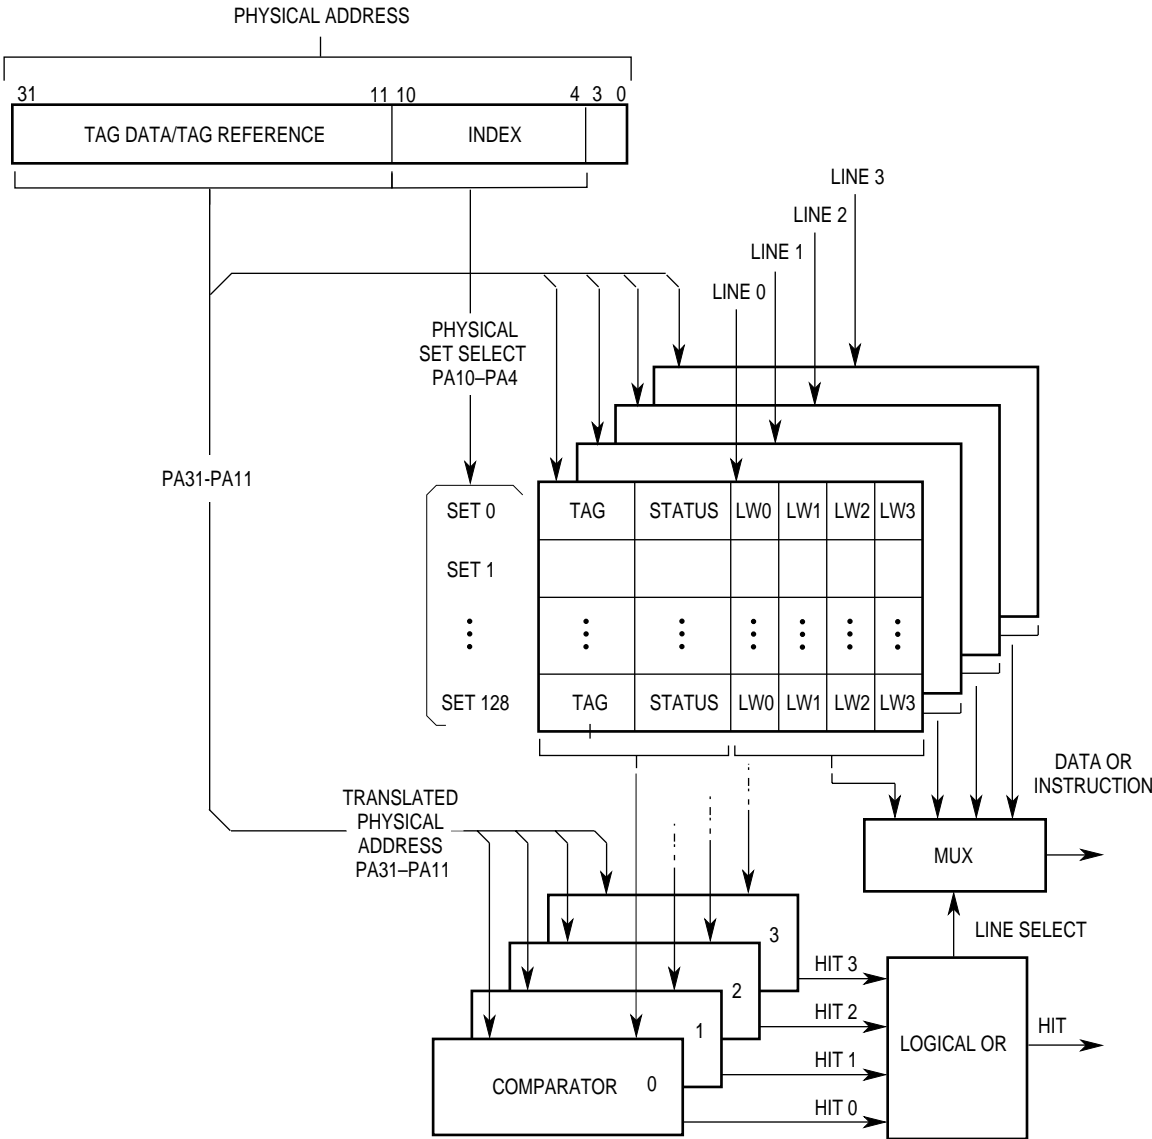 PHYSICAL ADDRESS
31 11 10 4 3 0
TAG DATA/TAG REFERENCE INDEX
LINE 3
LINE 2
LINE 1
LINE 0
PHYSICAL
SET SELECT
PA10–PA4
PA31-PA11
SET 0 TAG STATUS LW0 LW1 LW2 LW3
SET 1
SET 128 TAG STATUS LW0 LW1 LW2 LW3
DATA OR
INSTRUCTION
TRANSLATED
PHYSICAL
ADDRESS
PA31–PA11
MUX
LINE SELECT
3
HIT 3
2
HIT 2
1
LOGICAL OR
HIT
HIT 1
COMPARATOR 0
HIT 0